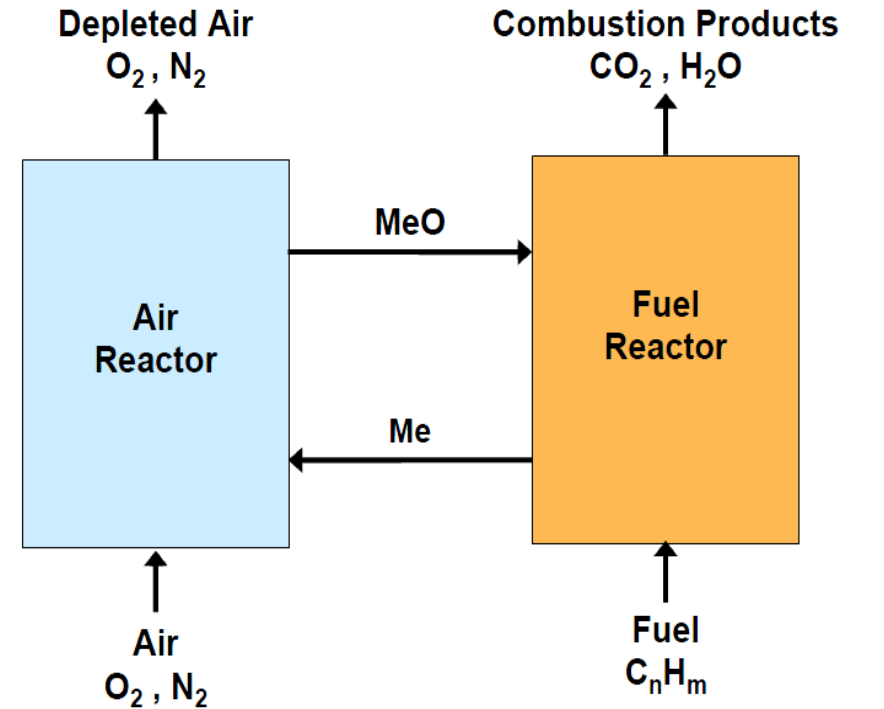 Depleted Air
O₂ , N₂
Combustion Products
CO₂ , H₂O
MeO
Air
Reactor
Fuel
Reactor
Me
Air
O₂ , N₂
Fuel
CₙHₘ